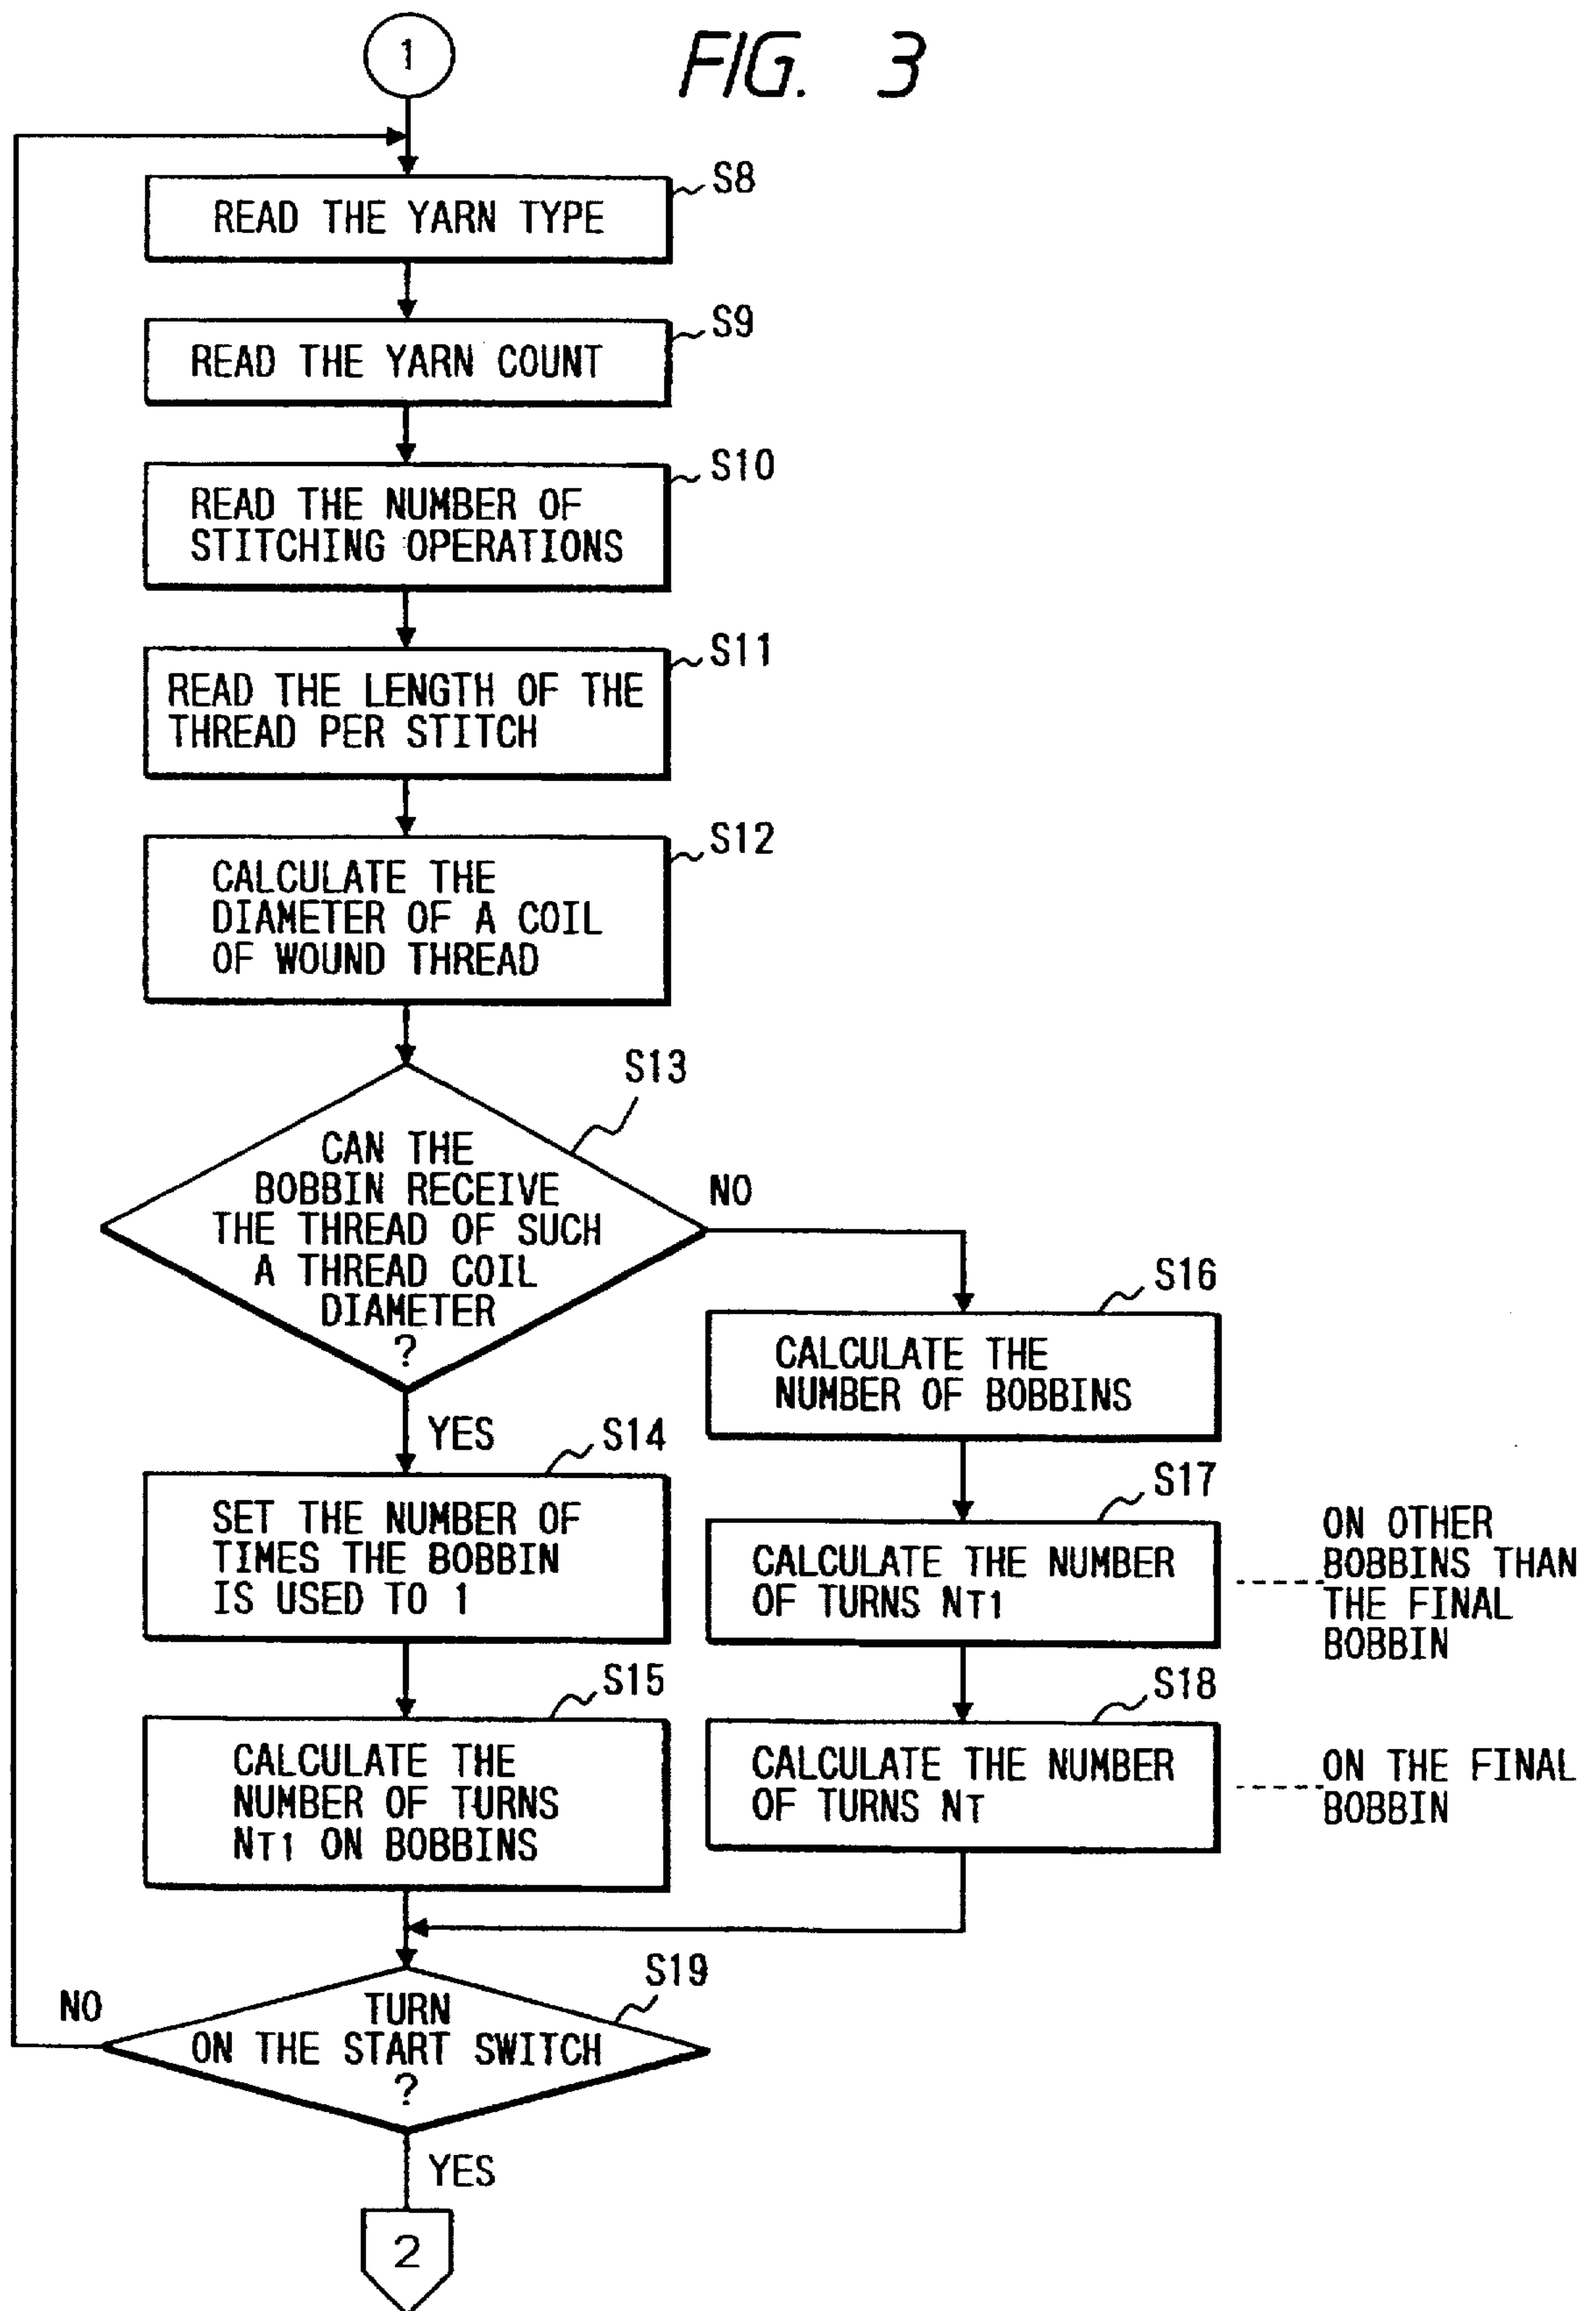 1
FIG. 3
S8
READ THE YARN TYPE
S9
READ THE YARN COUNT
S10
READ THE NUMBER OF
STITCHING OPERATIONS
S11
READ THE LENGTH OF THE
THREAD PER STITCH
S12
CALCULATE THE
DIAMETER OF A COIL
OF WOUND THREAD
S13
CAN THE
BOBBIN RECEIVE
THE THREAD OF SUCH
A THREAD COIL
DIAMETER
?
NO
YES
S14
SET THE NUMBER OF
TIMES THE BOBBIN
IS USED TO 1
S15
CALCULATE THE
NUMBER OF TURNS
NT1 ON BOBBINS
S16
CALCULATE THE
NUMBER OF BOBBINS
S17
CALCULATE THE NUMBER
OF TURNS NT1
ON OTHER
BOBBINS THAN
THE FINAL
BOBBIN
S18
CALCULATE THE NUMBER
OF TURNS NT
ON THE FINAL
BOBBIN
S19
NO
TURN
ON THE START SWITCH
?
YES
2